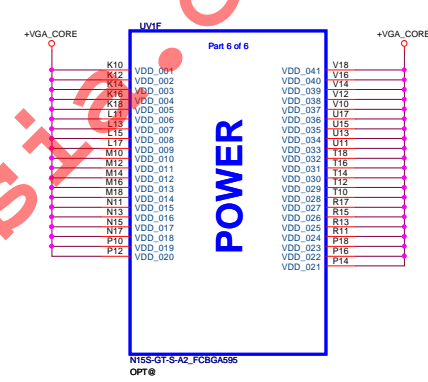 UV1F
+VGA_CORE
+VGA_CORE
Part 6 of 6
K10 VDD_001
K12 VDD_002
K14 VDD_003
K16 VDD_004
K18 VDD_005
L11 VDD_006
L13 VDD_007
L15 VDD_008
L17 VDD_009
M10 VDD_010
M12 VDD_011
M14 VDD_012
M16 VDD_013
M18 VDD_014
N11 VDD_015
N13 VDD_016
N15 VDD_017
N17 VDD_018
P10 VDD_019
P12 VDD_020
POWER
VDD_041 V18
VDD_040 V16
VDD_039 V14
VDD_038 V12
VDD_037 V10
VDD_036 U17
VDD_035 U15
VDD_034 U13
VDD_033 U11
VDD_032 T18
VDD_031 T16
VDD_030 T14
VDD_029 T12
VDD_028 T10
VDD_027 R17
VDD_026 R15
VDD_025 R13
VDD_024 R11
VDD_023 P18
VDD_022 P16
VDD_021 P14
N15S-GT-S-A2_FCBGA595
OPT@
sia.